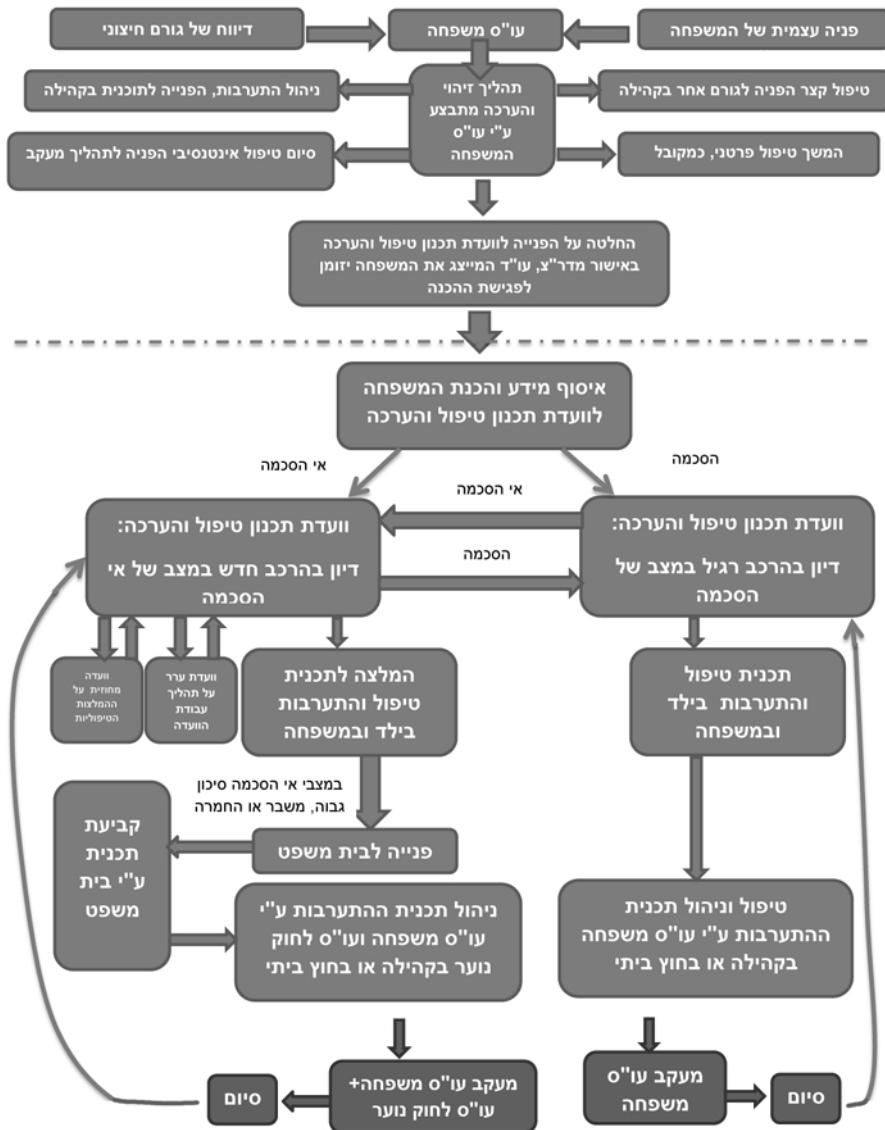 פניה עצמית של המשפחה
עו"ס משפחה
דיווח של גורם חיצוני
טיפול קצר הפניה לגורם אחר בקהילה
תהליך זיהוי
והערכה מתבצע
ע"י עו"ס
המשפחה
ניהול התערבות, הפנייה לתוכנית בקהילה
המשך טיפול פרטני, כמקובל
סיום טיפול אינטנסיבי הפניה לתהליך מעקב
החלטה על הפנייה לוועדת תכנון טיפול והערכה
באישור מדר"צ, עו"ד המייצג את המשפחה יזומן
לפגישת ההכנה
איסוף מידע והכנת המשפחה
לוועדת תכנון טיפול והערכה
הסכמה
אי הסכמה
אי הסכמה
הסכמה
וועדת תכנון טיפול והערכה:
דיון בהרכב רגיל במצב של
הסכמה
וועדת תכנון טיפול והערכה:
דיון בהרכב חדש במצב של אי
הסכמה
תכנית טיפול
והתערבות בילד
ובמשפחה
המלצה לתכנית
טיפול והתערבות
בילד ובמשפחה
וועדת ערר
על תהליך
עבודת
הוועדה
וועדה
מחוזית על
ההמלצות
הטיפוליות
במצבי אי הסכמה סיכון
גבוה, משבר או החמרה
פנייה לבית משפט
קביעת
תכנית
ע"י בית
משפט
טיפול וניהול תכנית
ההתערבות ע"י עו"ס משפחה
בקהילה או בחוץ ביתי
ניהול תכנית ההתערבות ע"י
עו"ס משפחה ועו"ס לחוק
נוער בקהילה או בחוץ ביתי
מעקב עו"ס
משפחה
סיום
מעקב עו"ס משפחה+
עו"ס לחוק נוער
סיום